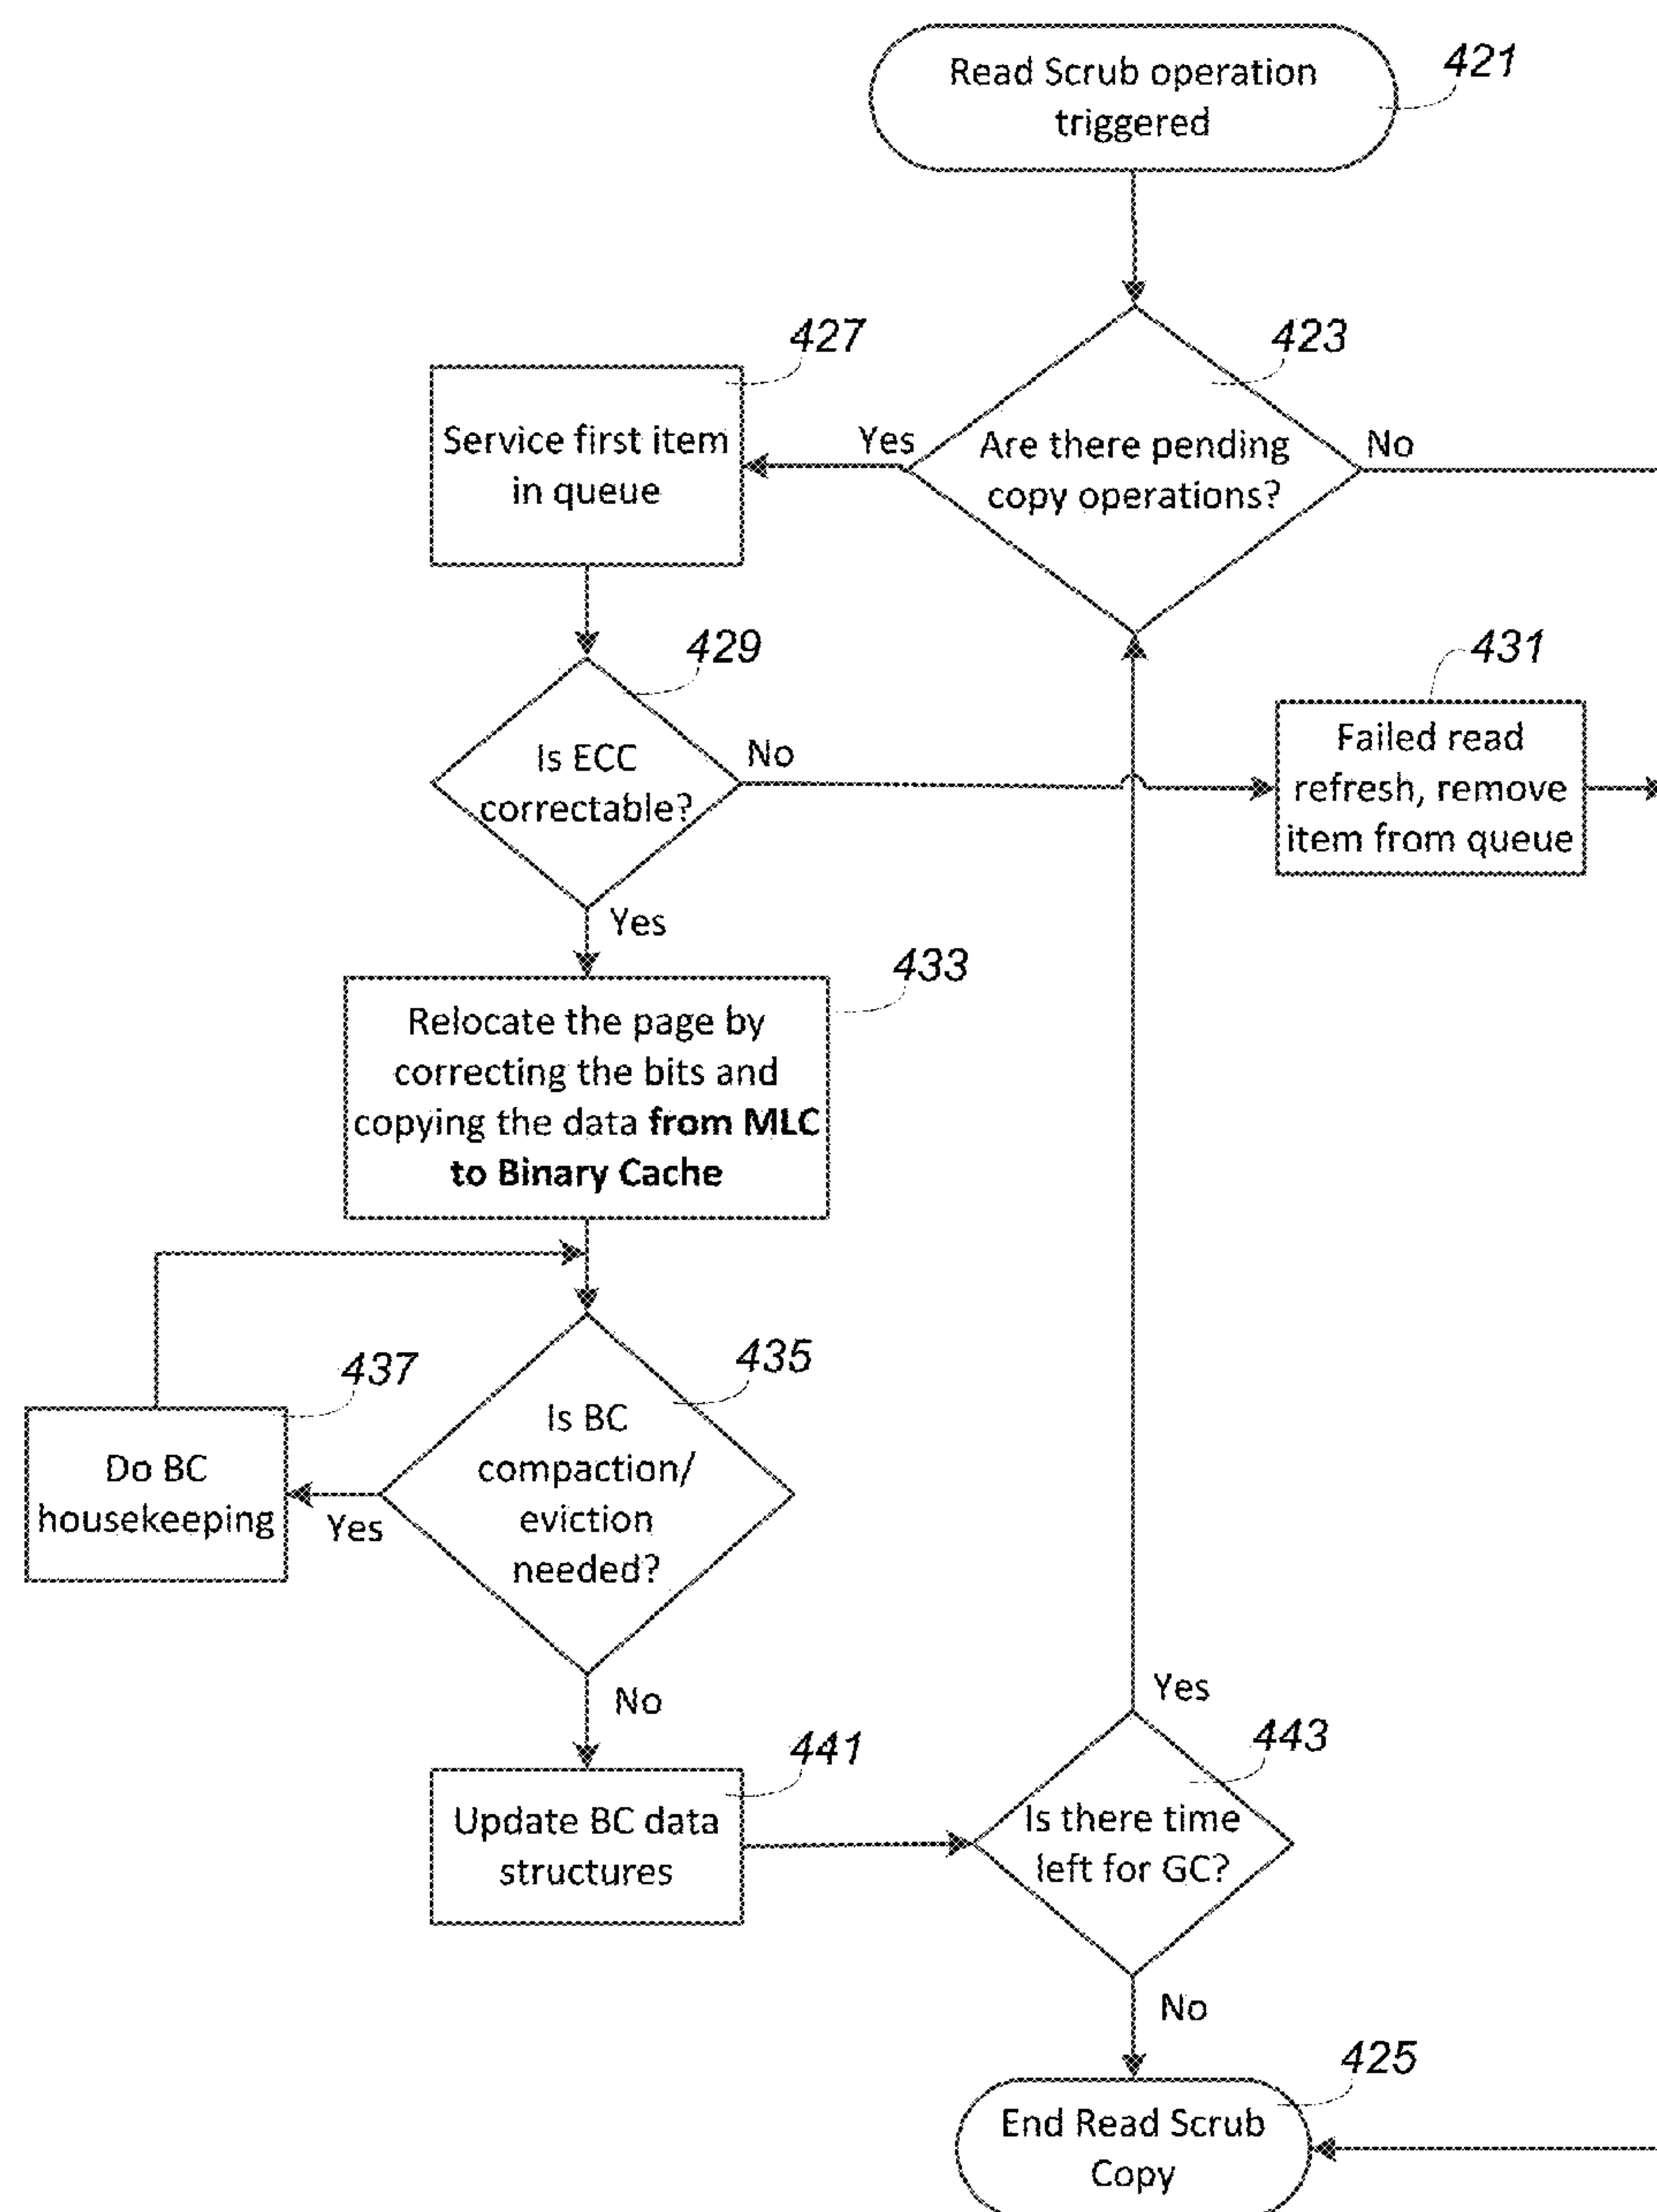 Read Scrub operation
triggered
421
427
423
Service first item
in queue
Yes
Are there pending
copy operations?
No
429
431
Is ECC
correctable?
No
Failed read
refresh, remove
item from queue
Yes
433
Relocate the page by
correcting the bits and
copying the data from MLC
to Binary Cache
435
437
Is BC
compaction/
eviction
needed?
Do BC
housekeeping
Yes
No
Yes
443
441
Update BC data
structures
Is there time
left for GC?
No
425
End Read Scrub
Copy